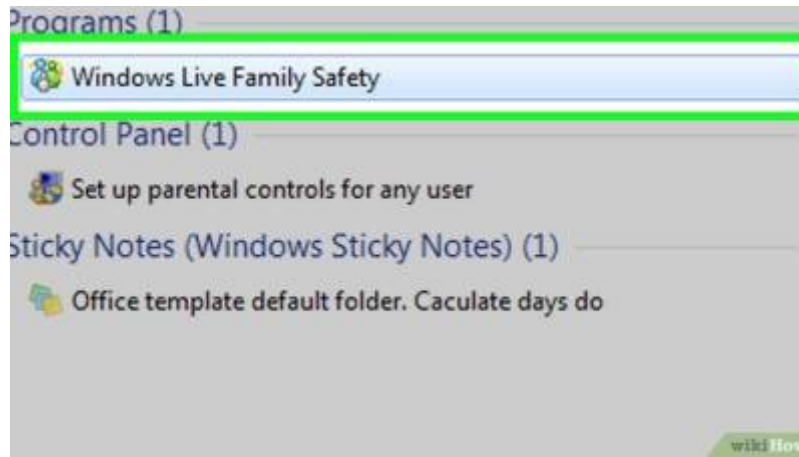 Programs (1)
Windows Live Family Safety
Control Panel (1)
Set up parental controls for any user
Sticky Notes (Windows Sticky Notes) (1)
Office template default folder. Caculate days do
wikiHow